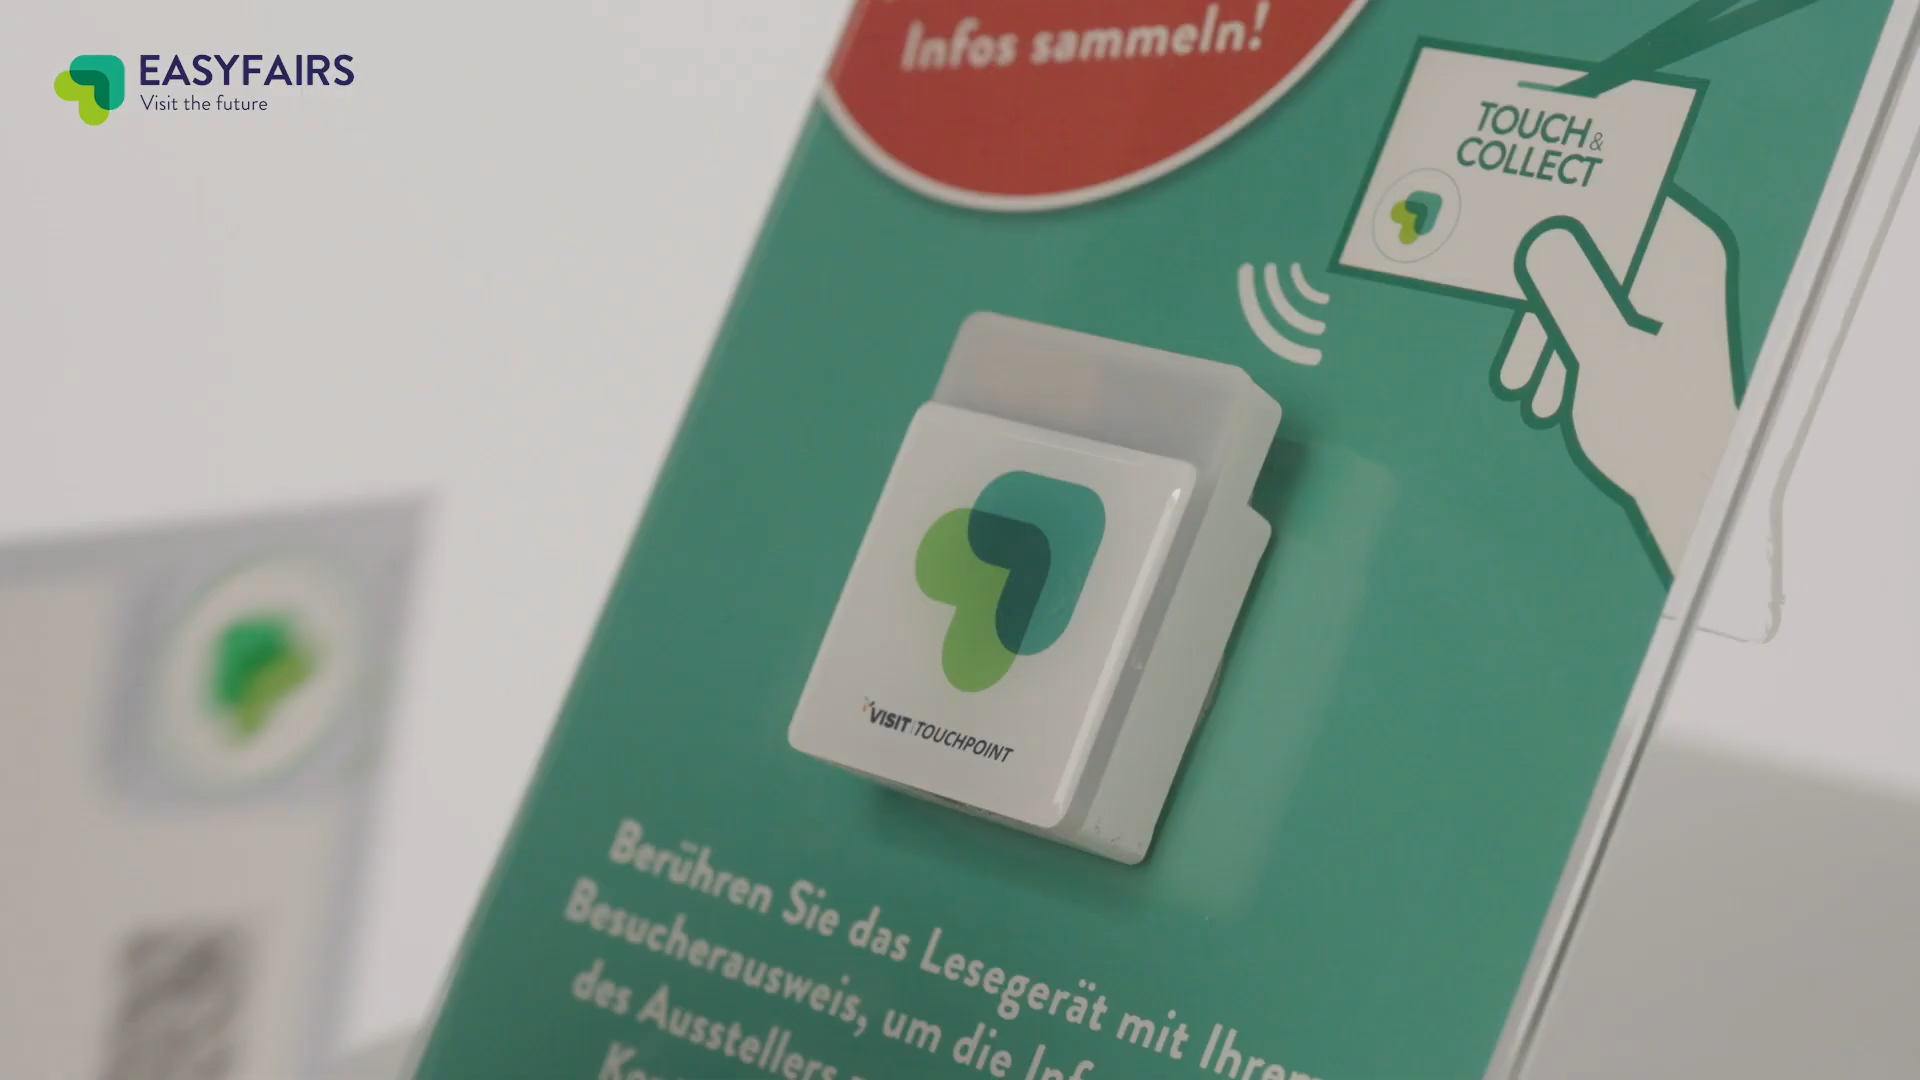 EASYFAIRS
Visit the future
Infos sammeln!
TOUCH &
COLLECT
VISIT TOUCHPOINT
Berühren Sie das Lesegerät mit Ihrem
Besucherausweis, um die
des Ausstellers